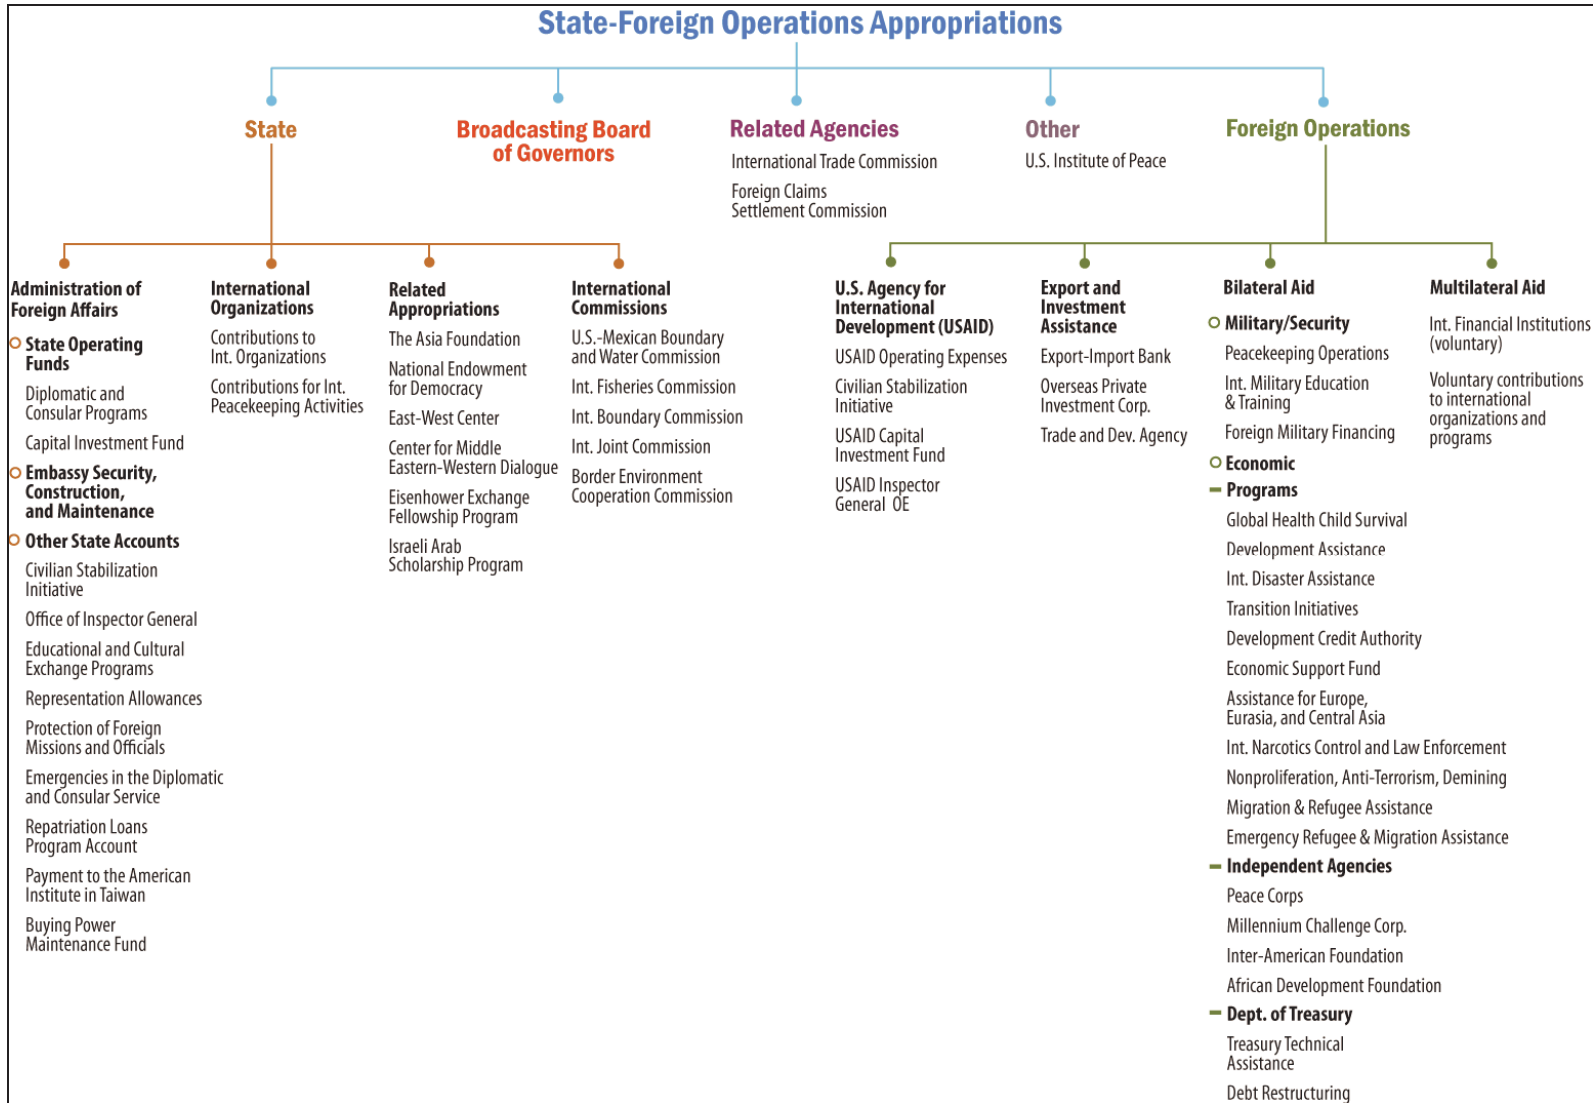 State-Foreign Operations Appropriations
State
Broadcasting Board
of Governors
Related Agencies
International Trade Commission
Foreign Claims
Settlement Commission
Other
U.S. Institute of Peace
Foreign Operations
Administration of
Foreign Affairs
State Operating
Funds
Diplomatic and
Consular Programs
Capital Investment Fund
Embassy Security,
Construction,
and Maintenance
Other State Accounts
Civilian Stabilization
Initiative
Office of Inspector General
Educational and Cultural
Exchange Programs
Representation Allowances
Protection of Foreign
Missions and Officials
Emergencies in the Diplomatic
and Consular Service
Repatriation Loans
Program Account
Payment to the American
Institute in Taiwan
Buying Power
Maintenance Fund
International
Organizations
Contributions to
Int. Organizations
Contributions for Int.
Peacekeeping Activities
Related
Appropriations
The Asia Foundation
National Endowment
for Democracy
East-West Center
Center for Middle
Eastern-Western Dialogue
Eisenhower Exchange
Fellowship Program
Israeli Arab
Scholarship Program
International
Commissions
U.S.-Mexican Boundary
and Water Commission
Int. Fisheries Commission
Int. Boundary Commission
Int. Joint Commission
Border Environment
Cooperation Commission
U.S. Agency for
International
Development (USAID)
USAID Operating Expenses
Civilian Stabilization
Initiative
USAID Capital
Investment Fund
USAID Inspector
General OE
Export and
Investment
Assistance
Export-Import Bank
Overseas Private
Investment Corp.
Trade and Dev. Agency
Bilateral Aid
Military/Security
Peacekeeping Operations
Int. Military Education
& Training
Foreign Military Financing
Economic
Programs
Global Health Child Survival
Development Assistance
Int. Disaster Assistance
Transition Initiatives
Development Credit Authority
Economic Support Fund
Assistance for Europe,
Eurasia, and Central Asia
Int. Narcotics Control and Law Enforcement
Nonproliferation, Anti-Terrorism, Demining
Migration & Refugee Assistance
Emergency Refugee & Migration Assistance
Independent Agencies
Peace Corps
Millennium Challenge Corp.
Inter-American Foundation
African Development Foundation
Dept. of Treasury
Treasury Technical
Assistance
Debt Restructuring
Multilateral Aid
Int. Financial Institutions
(voluntary)
Voluntary contributions
to international
organizations and
programs